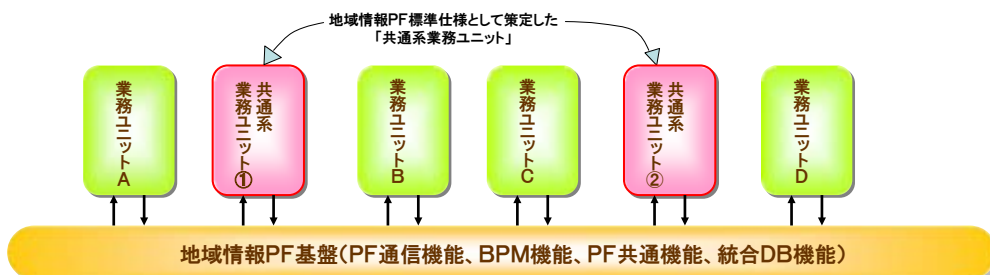 地域情報PF標準仕様として策定した
「共通系業務ユニット」
業務ユニットA
共通系
業務ユニット①
業務ユニットB
業務ユニットC
共通系
業務ユニット②
業務ユニットD
地域情報PF基盤(PF通信機能、BPM機能、PF共通機能、統合DB機能)